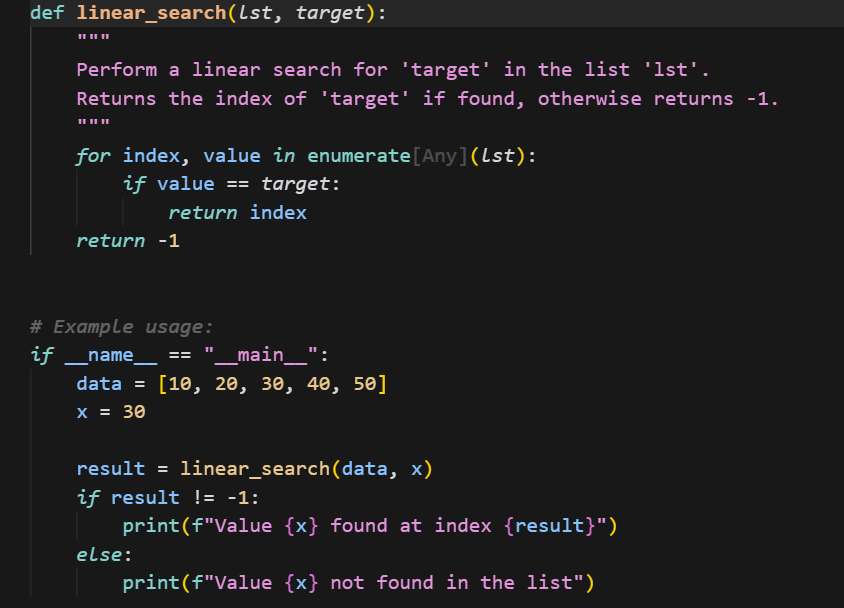 def linear_search(lst, target):
    """
    Perform a linear search for 'target' in the list 'lst'.
    Returns the index of 'target' if found, otherwise returns -1.
    """
    for index, value in enumerate[Any](lst):
        if value == target:
            return index
    return -1


# Example usage:
if __name__ == "__main__":
    data = [10, 20, 30, 40, 50]
    x = 30

    result = linear_search(data, x)
    if result != -1:
        print(f"Value {x} found at index {result}")
    else:
        print(f"Value {x} not found in the list")